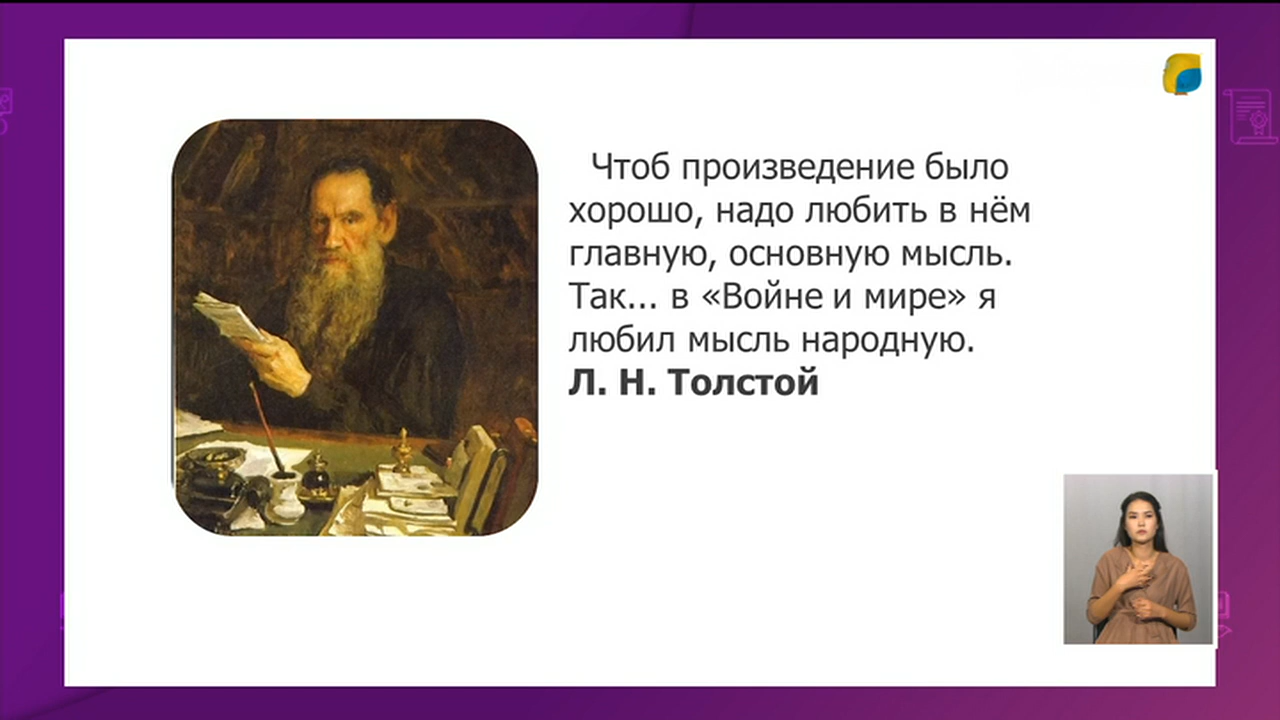 Чтоб произведение было
хорошо, надо любить в нём
главную, основную мысль.
Так... в «Войне и мире» я
любил мысль народную.
Л. Н. Толстой